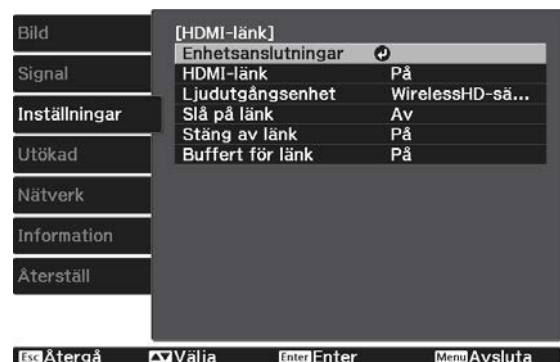 Bild
Signal
Inställningar
Utökad
Nätverk
Information
Återställ
[HDMI-länk]
Enhetsanslutningar
HDMI-länk På
Ljudutgångsenhet WirelessHD-sä...
Slå på länk Av
Stäng av länk På
Buffert för länk På
Esc Återgå Välja Enter Enter Menu Avsluta